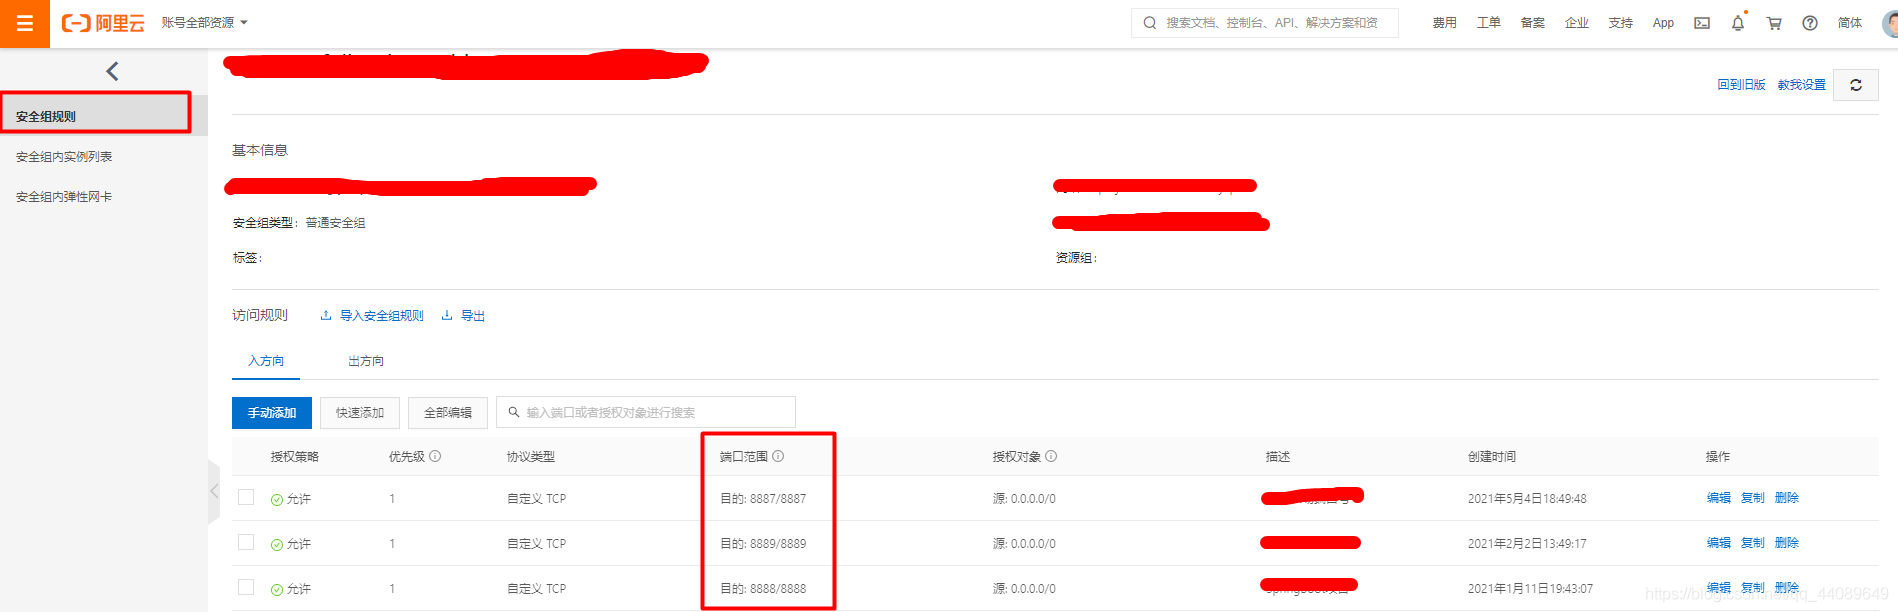 阿里云 账号全部资源 搜索文档、控制台、API、解决方案和资 费用 工单 备案 企业 支持 App 简体
回到旧版 教我设置
安全组规则
安全组内实例列表
安全组内弹性网卡
基本信息
安全组类型：普通安全组
标签：
资源组：
访问规则 导入安全组规则 导出
入方向 出方向
手动添加 快速添加 全部编辑 输入端口或者授权对象进行搜索
授权策略 优先级 协议类型 端口范围 授权对象 描述 创建时间 操作
允许 1 自定义 TCP 目的: 8887/8887 源: 0.0.0.0/0 2021年5月4日18:49:48 编辑 复制 删除
允许 1 自定义 TCP 目的: 8889/8889 源: 0.0.0.0/0 2021年2月2日13:49:17 编辑 复制 删除
允许 1 自定义 TCP 目的: 8888/8888 源: 0.0.0.0/0 2021年1月11日19:43:07 编辑 复制 删除
https://blog.csdn.net/qq_44089649